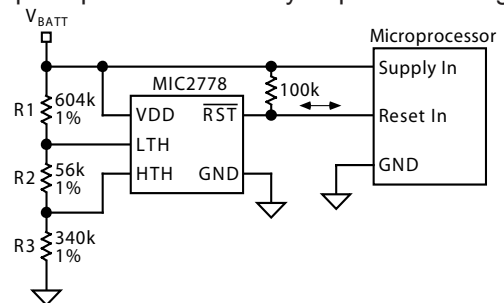 V_BATT
Microprocessor
MIC2778
100k
Supply In
R1 604k
1%
VDD
RST
Reset In
LTH
R2 56k
1%
HTH
GND
GND
R3 340k
1%